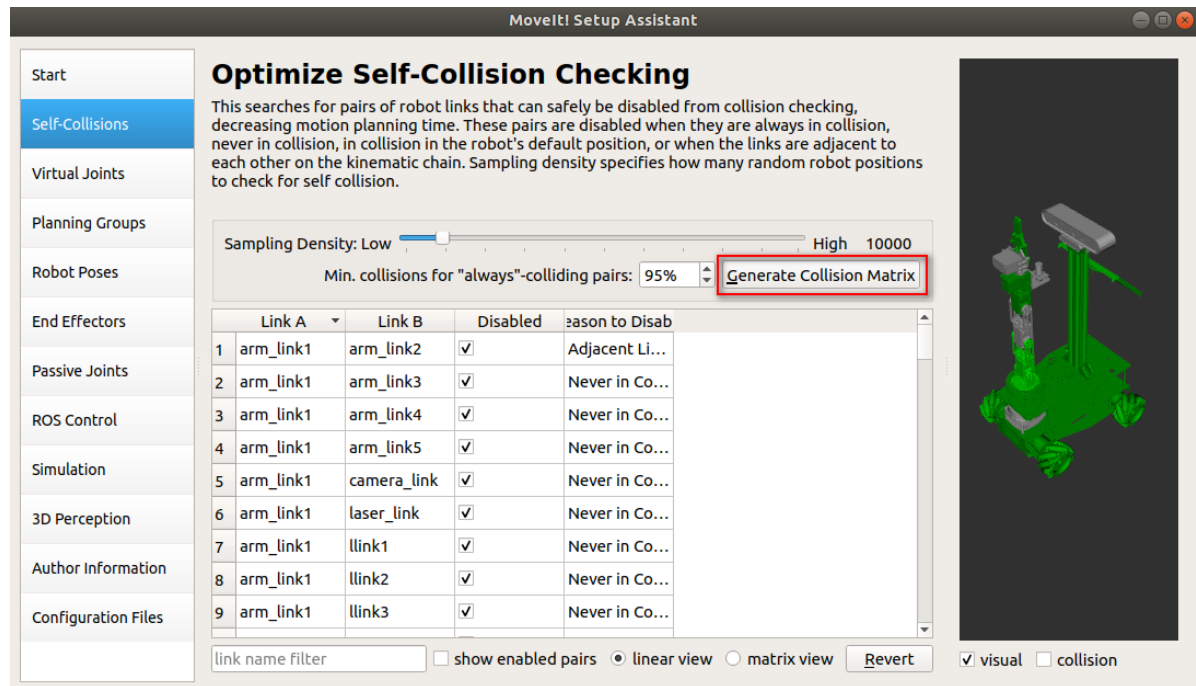 MoveIt! Setup Assistant
Start
Self-Collisions
Virtual Joints
Planning Groups
Robot Poses
End Effectors
Passive Joints
ROS Control
Simulation
3D Perception
Author Information
Configuration Files
Optimize Self-Collision Checking
This searches for pairs of robot links that can safely be disabled from collision checking,
decreasing motion planning time. These pairs are disabled when they are always in collision,
never in collision, in collision in the robot's default position, or when the links are adjacent to
each other on the kinematic chain. Sampling density specifies how many random robot positions
to check for self collision.
Sampling Density: Low High 10000
Min. collisions for "always"-colliding pairs: 95% Generate Collision Matrix
Link A Link B Disabled eason to Disab
1 arm_link1 arm_link2 Adjacent Li...
2 arm_link1 arm_link3 Never in Co...
3 arm_link1 arm_link4 Never in Co...
4 arm_link1 arm_link5 Never in Co...
5 arm_link1 camera_link Never in Co...
6 arm_link1 laser_link Never in Co...
7 arm_link1 llink1 Never in Co...
8 arm_link1 llink2 Never in Co...
9 arm_link1 llink3 Never in Co...
link name filter show enabled pairs linear view matrix view Revert
visual collision